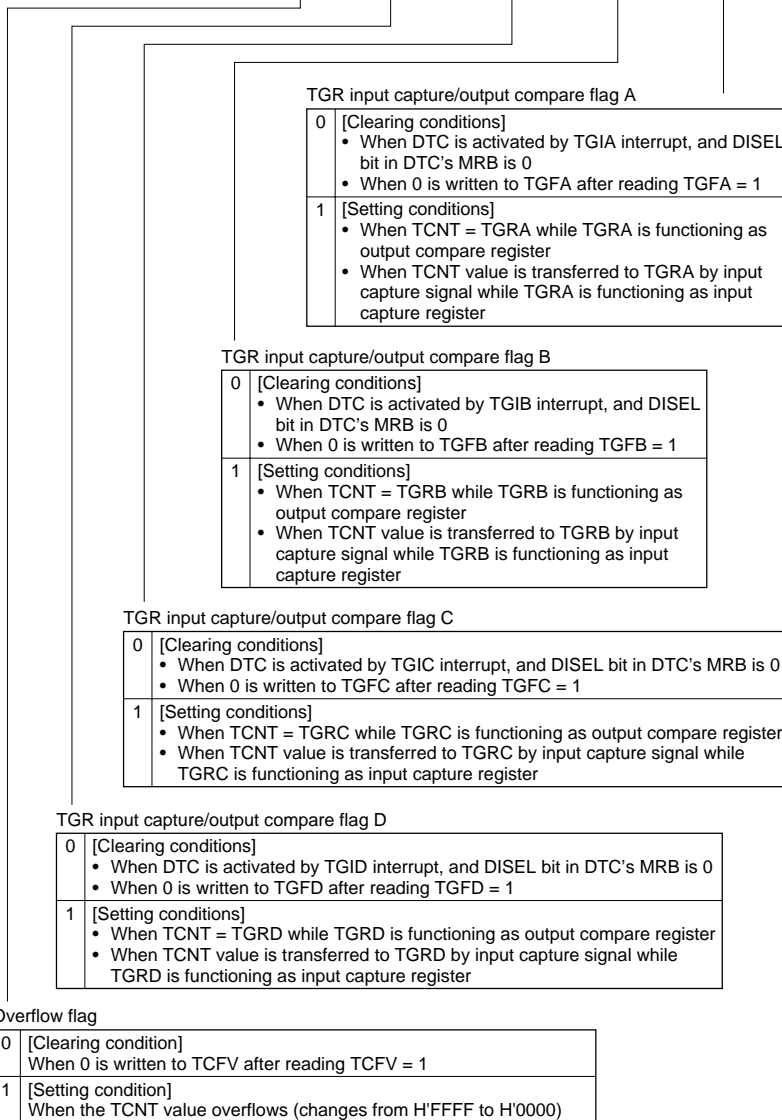 TGR input capture/output compare flag A
0 [Clearing conditions]
• When DTC is activated by TGIA interrupt, and DISEL
bit in DTC's MRB is 0
• When 0 is written to TGFA after reading TGFA = 1
1 [Setting conditions]
• When TCNT = TGRA while TGRA is functioning as
output compare register
• When TCNT value is transferred to TGRA by input
capture signal while TGRA is functioning as input
capture register
TGR input capture/output compare flag B
0 [Clearing conditions]
• When DTC is activated by TGIB interrupt, and DISEL
bit in DTC's MRB is 0
• When 0 is written to TGFB after reading TGFB = 1
1 [Setting conditions]
• When TCNT = TGRB while TGRB is functioning as
output compare register
• When TCNT value is transferred to TGRB by input
capture signal while TGRB is functioning as input
capture register
TGR input capture/output compare flag C
0 [Clearing conditions]
• When DTC is activated by TGIC interrupt, and DISEL bit in DTC's MRB is 0
• When 0 is written to TGFC after reading TGFC = 1
1 [Setting conditions]
• When TCNT = TGRC while TGRC is functioning as output compare register
• When TCNT value is transferred to TGRC by input capture signal while
TGRC is functioning as input capture register
TGR input capture/output compare flag D
0 [Clearing conditions]
• When DTC is activated by TGID interrupt, and DISEL bit in DTC's MRB is 0
• When 0 is written to TGFD after reading TGFD = 1
1 [Setting conditions]
• When TCNT = TGRD while TGRD is functioning as output compare register
• When TCNT value is transferred to TGRD by input capture signal while
TGRD is functioning as input capture register
Overflow flag
0 [Clearing condition]
When 0 is written to TCFV after reading TCFV = 1
1 [Setting condition]
When the TCNT value overflows (changes from H'FFFF to H'0000)